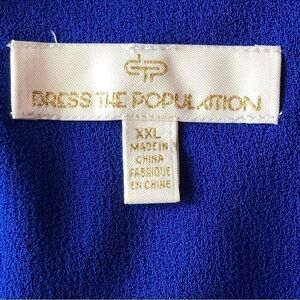 DRESS THE POPULATION
XXL
MADE IN
CHINA
FABRIQUE
EN CHINE